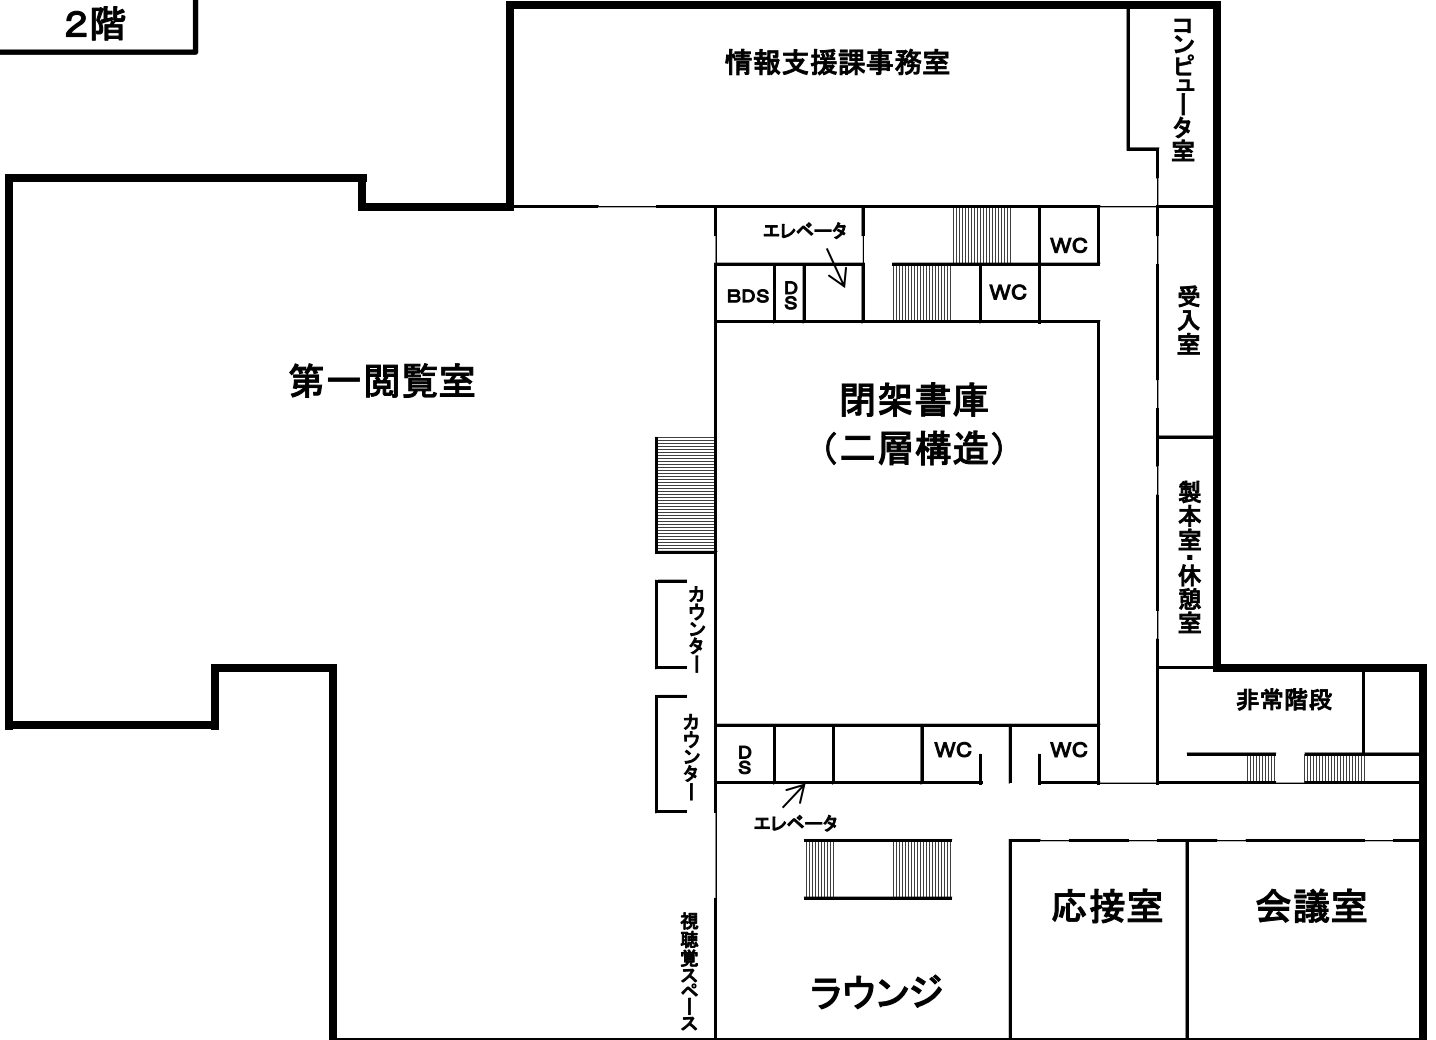 2階
情報支援課事務室
コンピュータ室
エレベータ
WC
BDS
DS
WC
受入室
第一閲覧室
閉架書庫
（二層構造）
製本室・休憩室
カウンター
カウンター
非常階段
DS
WC
WC
エレベータ
応接室
会議室
視聴覚スペース
ラウンジ